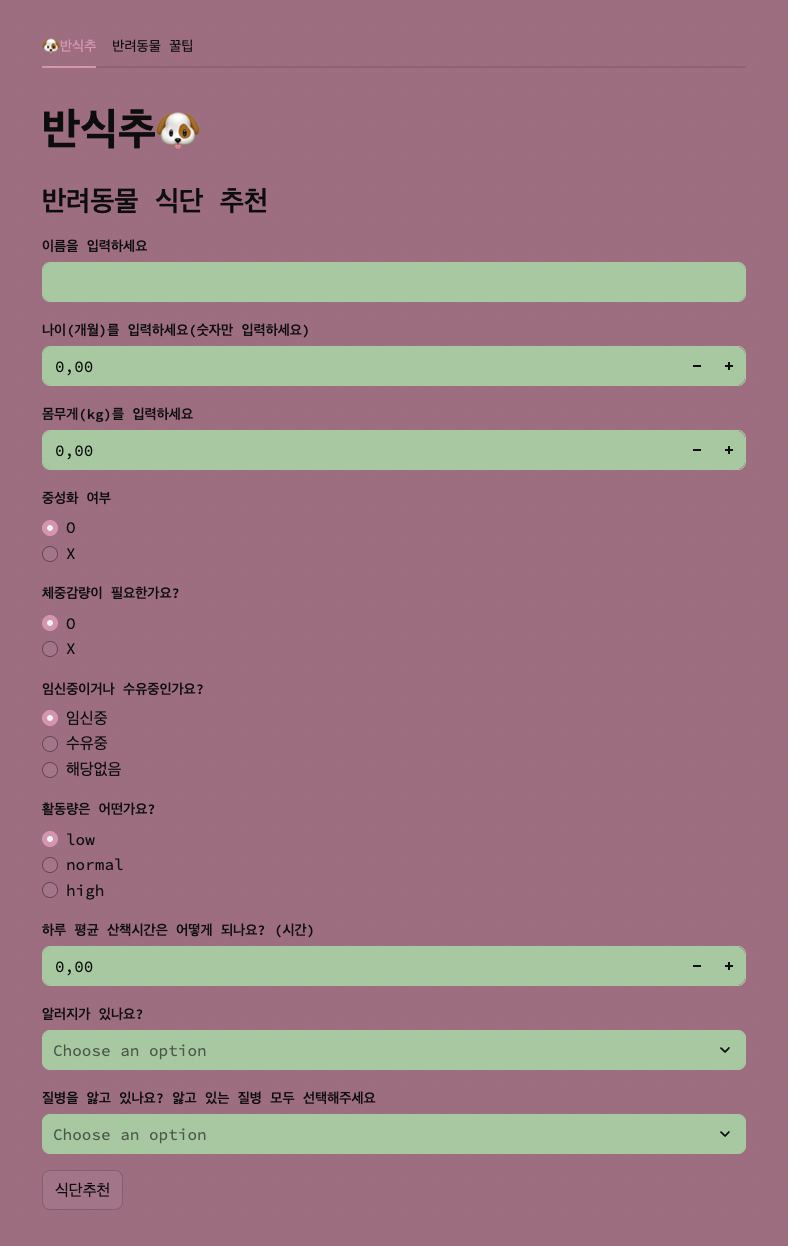 🐶반식추 반려동물 꿀팁
반식추🐶
반려동물 식단 추천
이름을 입력하세요
나이(개월)를 입력하세요(숫자만 입력하세요)
0,00
몸무게(kg)를 입력하세요
0,00
중성화 여부
O
X
체중감량이 필요한가요?
O
X
임신중이거나 수유중인가요?
임신중
수유중
해당없음
활동량은 어떤가요?
low
normal
high
하루 평균 산책시간은 어떻게 되나요? (시간)
0,00
알러지가 있나요?
Choose an option
질병을 앓고 있나요? 앓고 있는 질병 모두 선택해주세요
Choose an option
식단추천